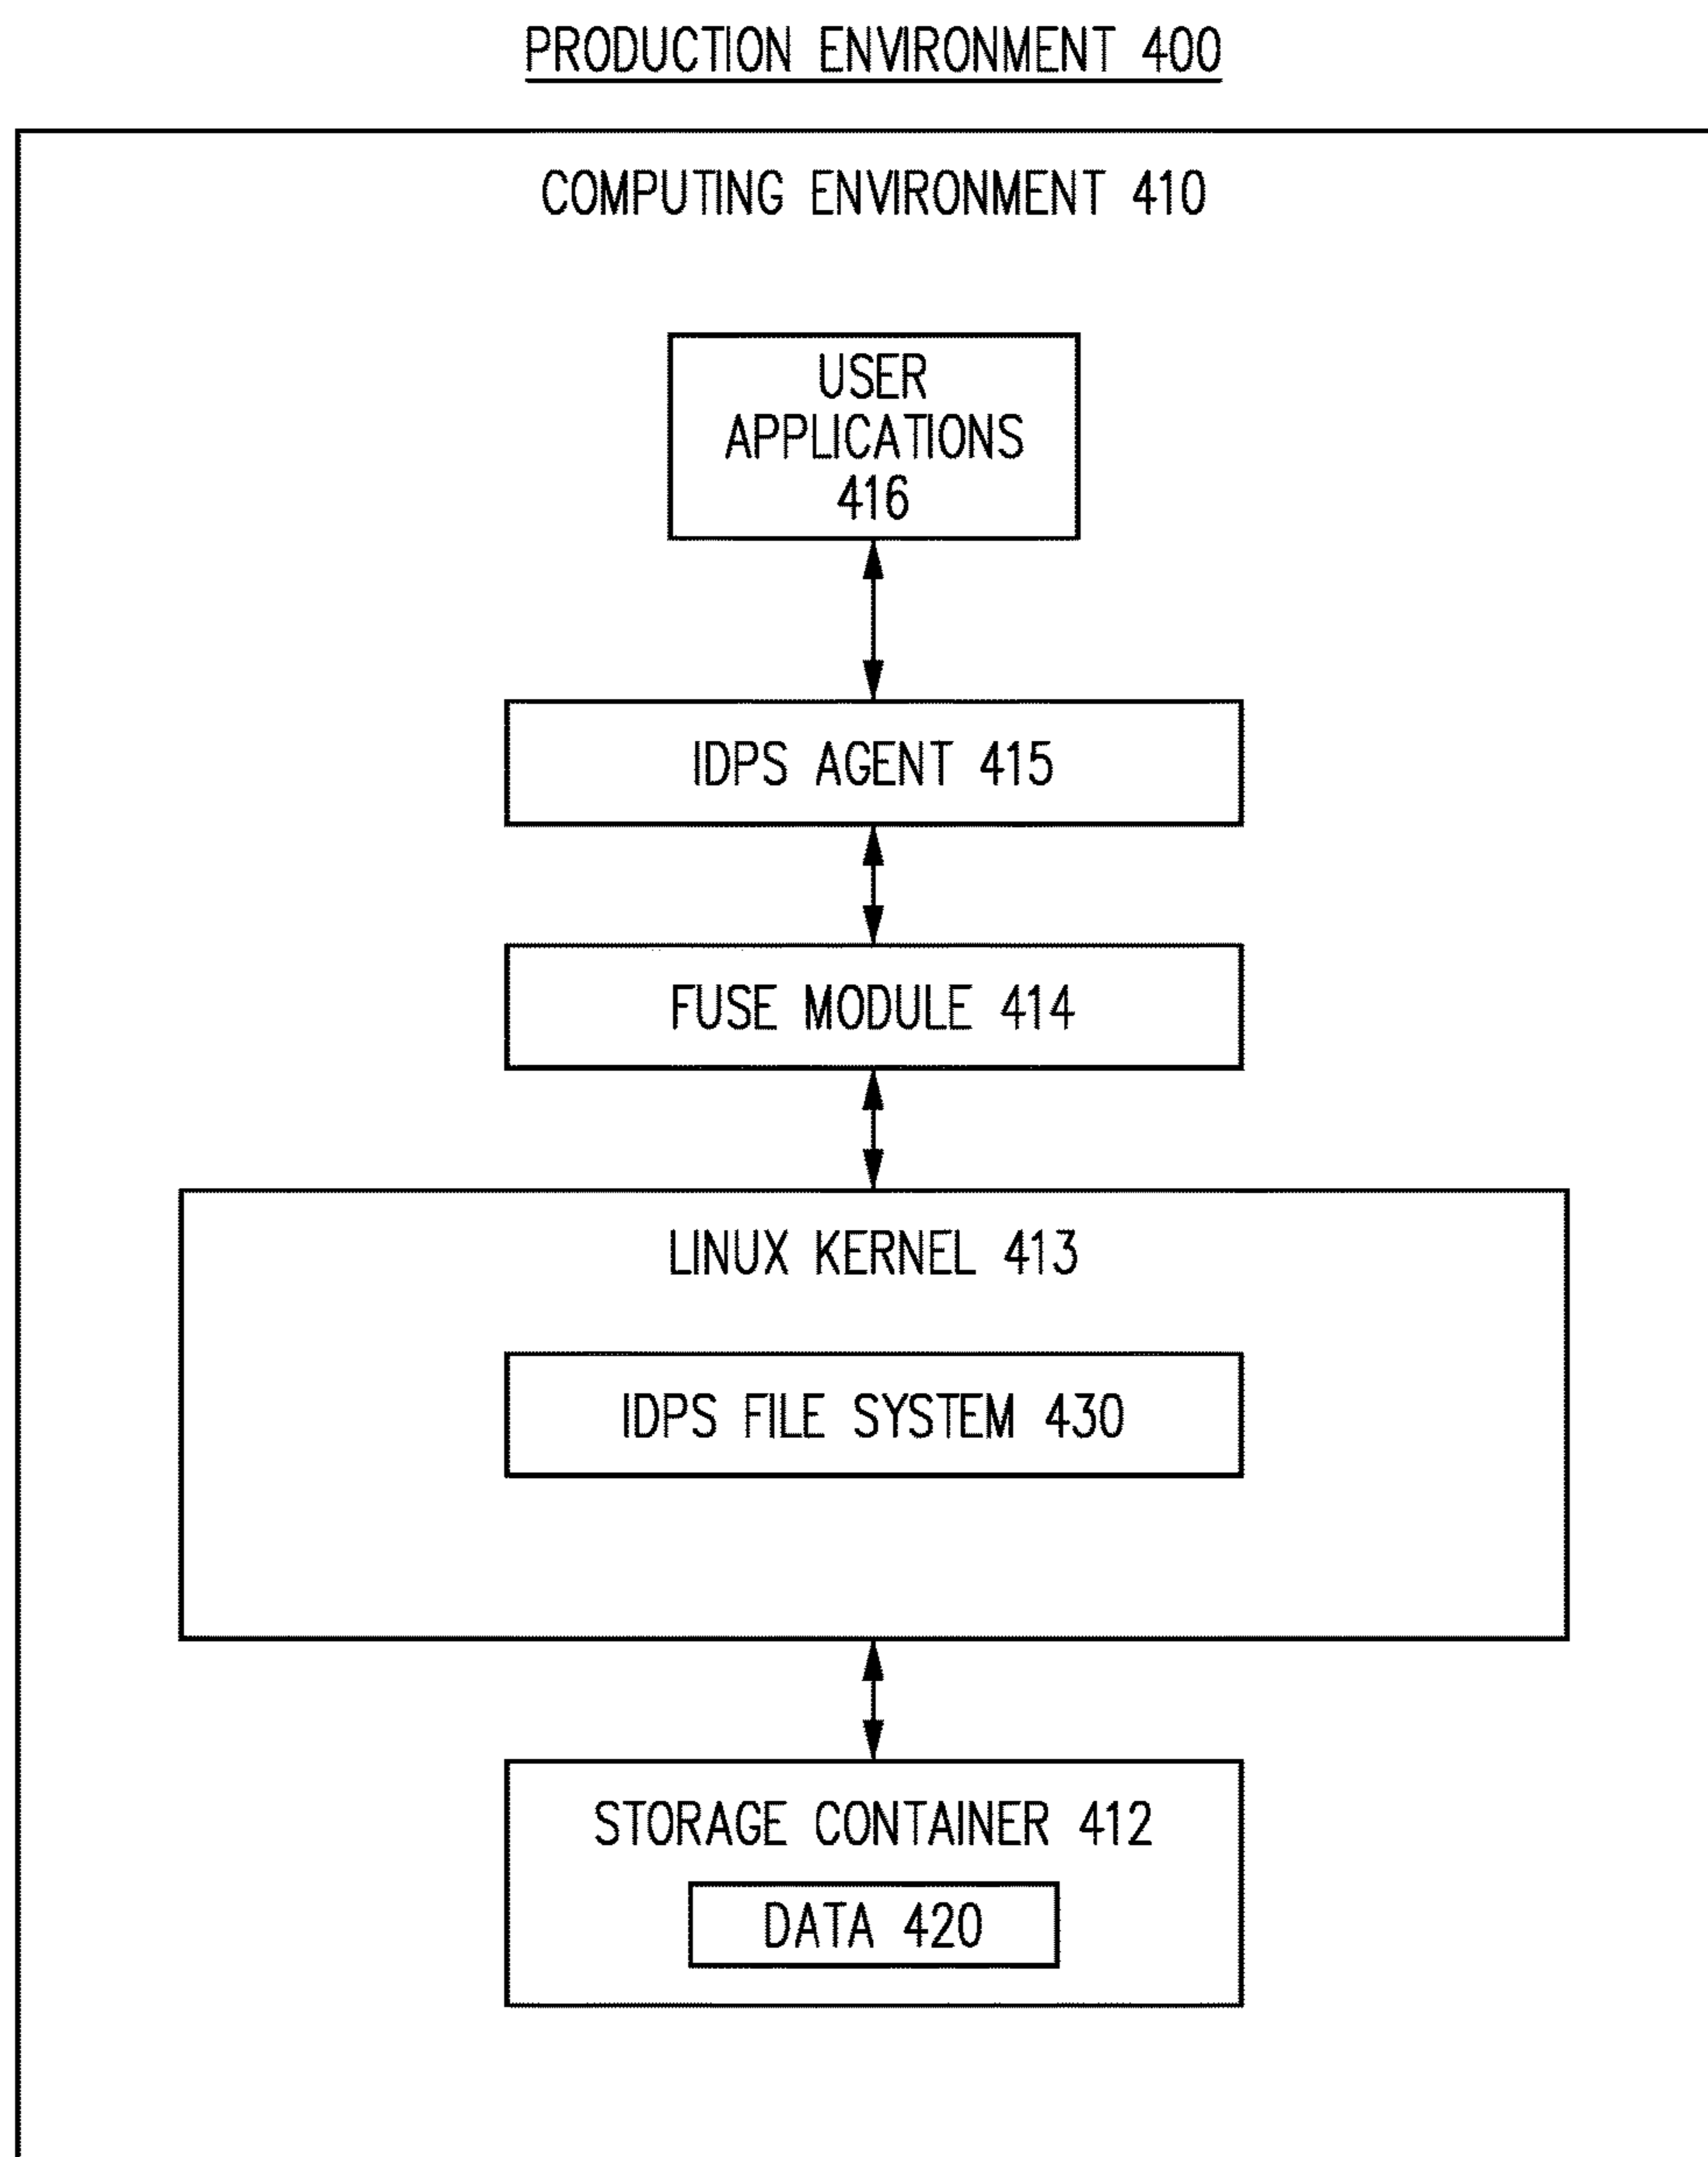 PRODUCTION ENVIRONMENT 400
COMPUTING ENVIRONMENT 410
USER
APPLICATIONS
416
IDPS AGENT 415
FUSE MODULE 414
LINUX KERNEL 413
IDPS FILE SYSTEM 430
STORAGE CONTAINER 412
DATA 420